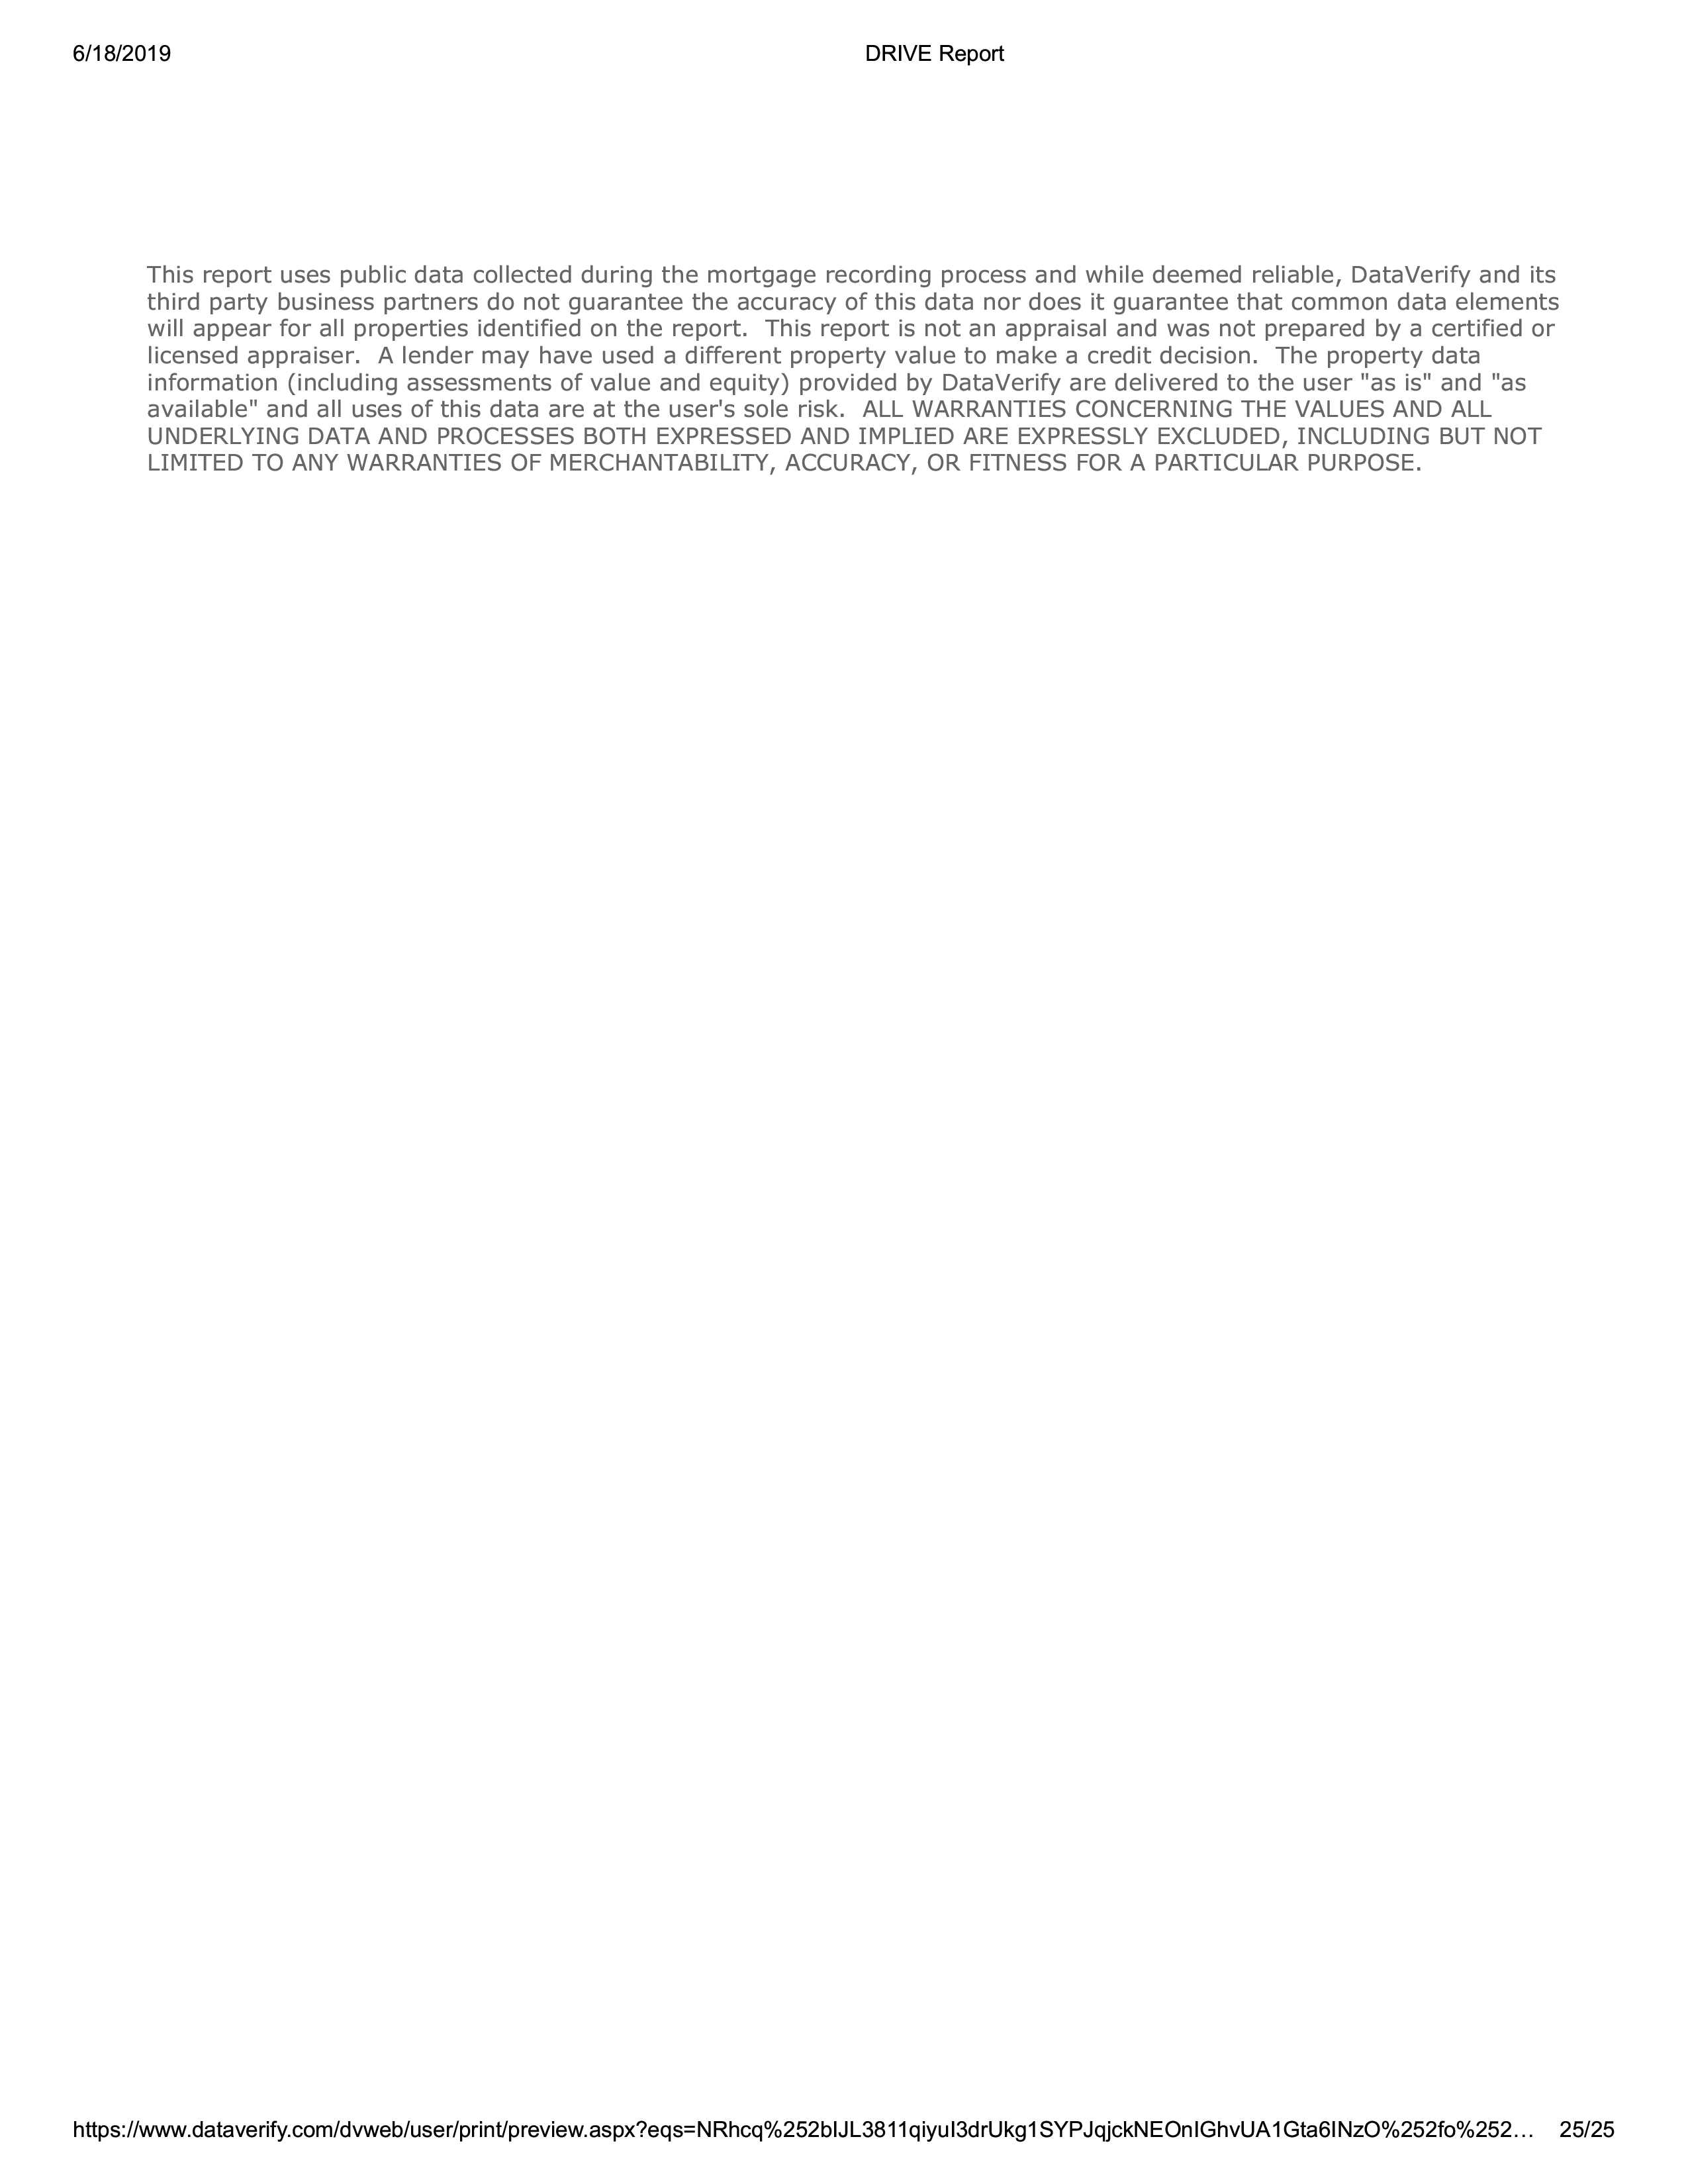 6/18/2019 DRIVE Report
This report uses public data collected during the mortgage recording process and while deemed reliable, DataVerify and its
third party business partners do not guarantee the accuracy of this data nor does it guarantee that common data elements
will appear for all properties identified on the report.  This report is not an appraisal and was not prepared by a certified or
licensed appraiser.  A lender may have used a different property value to make a credit decision.  The property data
information (including assessments of value and equity) provided by DataVerify are delivered to the user "as is" and "as
available" and all uses of this data are at the user's sole risk.  ALL WARRANTIES CONCERNING THE VALUES AND ALL
UNDERLYING DATA AND PROCESSES BOTH EXPRESSED AND IMPLIED ARE EXPRESSLY EXCLUDED, INCLUDING BUT NOT
LIMITED TO ANY WARRANTIES OF MERCHANTABILITY, ACCURACY, OR FITNESS FOR A PARTICULAR PURPOSE.
https://www.dataverify.com/dvweb/user/print/preview.aspx?eqs=NRhcq%252bIJL3811qiyuI3drUkg1SYPJqjckNEOnIGhvUA1Gta6INzO%252fo%252… 25/25